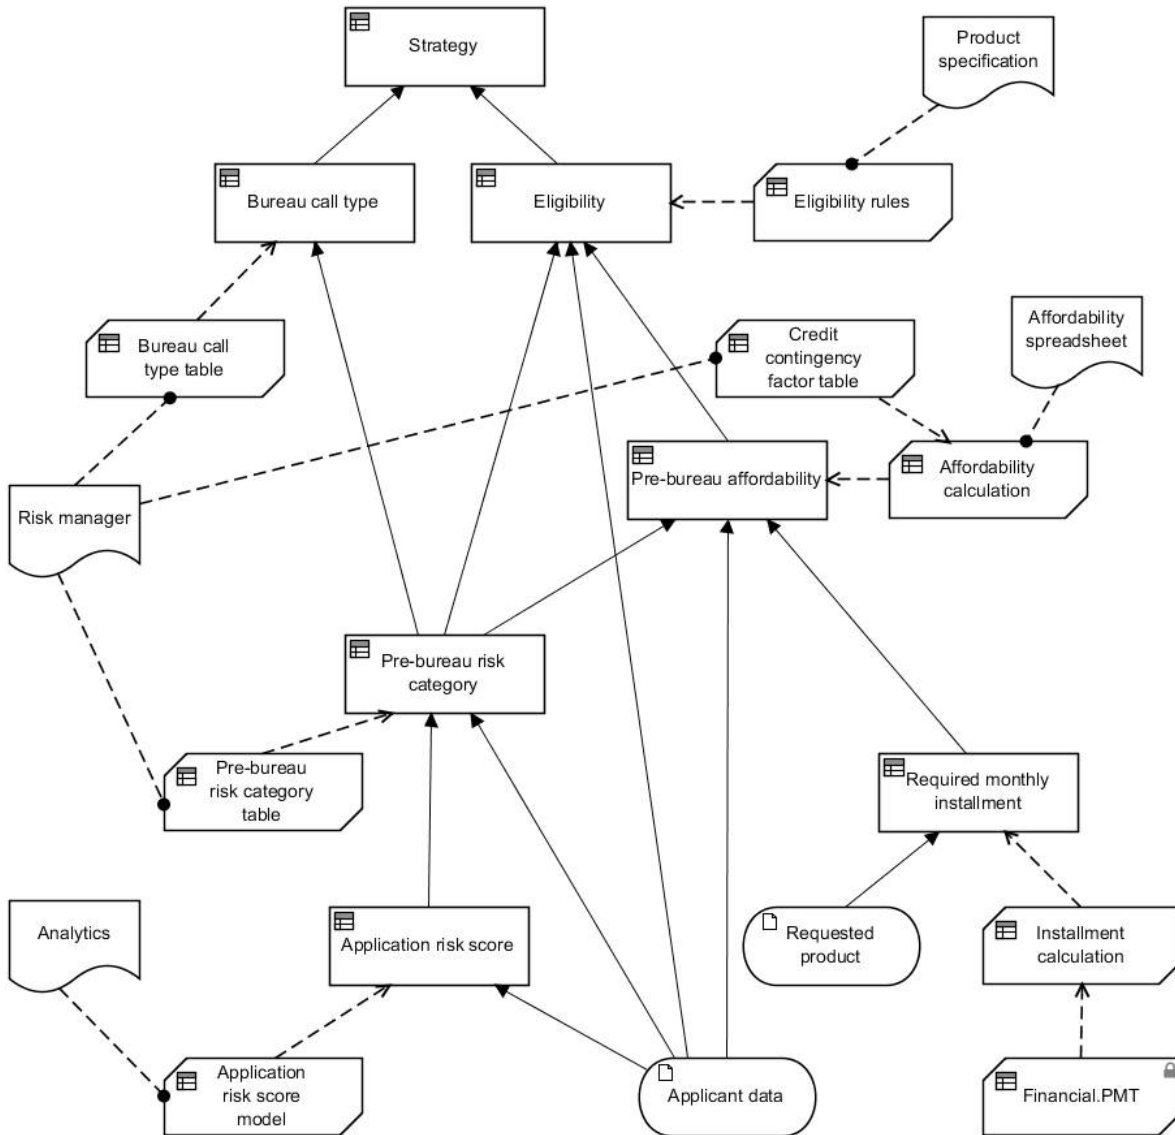 Strategy
Product
specification
Bureau call type
Eligibility
Eligibility rules
Bureau call
type table
Credit
contingency
factor table
Affordability
spreadsheet
Pre-bureau affordability
Affordability
calculation
Risk manager
Pre-bureau risk
category
Pre-bureau
risk category
table
Required monthly
installment
Analytics
Application risk score
Requested
product
Installment
calculation
Application
risk score
model
Applicant data
Financial.PMT